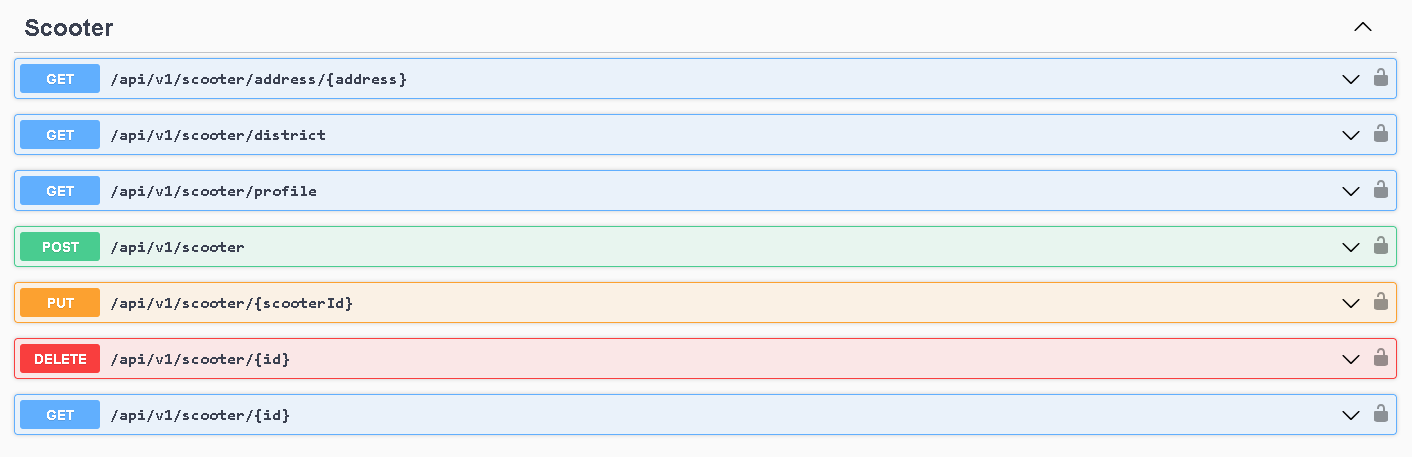 Scooter
GET /api/v1/scooter/address/{address}
GET /api/v1/scooter/district
GET /api/v1/scooter/profile
POST /api/v1/scooter
PUT /api/v1/scooter/{scooterId}
DELETE /api/v1/scooter/{id}
GET /api/v1/scooter/{id}